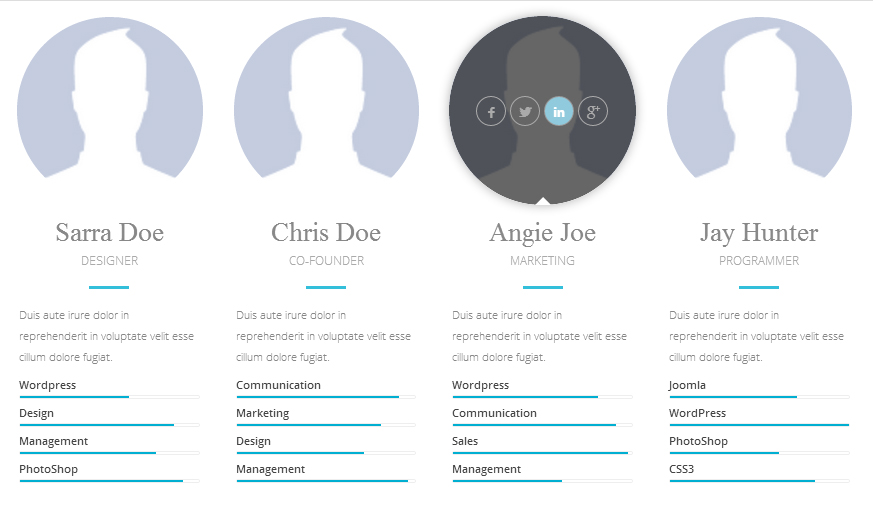 Sarra Doe
DESIGNER
Duis aute irure dolor in
reprehenderit in voluptate velit esse
cillum dolore fugiat.
Wordpress
Design
Management
PhotoShop
Chris Doe
CO-FOUNDER
Duis aute irure dolor in
reprehenderit in voluptate velit esse
cillum dolore fugiat.
Communication
Marketing
Design
Management
f in g+
Angie Joe
MARKETING
Duis aute irure dolor in
reprehenderit in voluptate velit esse
cillum dolore fugiat.
Wordpress
Communication
Sales
Management
Jay Hunter
PROGRAMMER
Duis aute irure dolor in
reprehenderit in voluptate velit esse
cillum dolore fugiat.
Joomla
WordPress
PhotoShop
CSS3